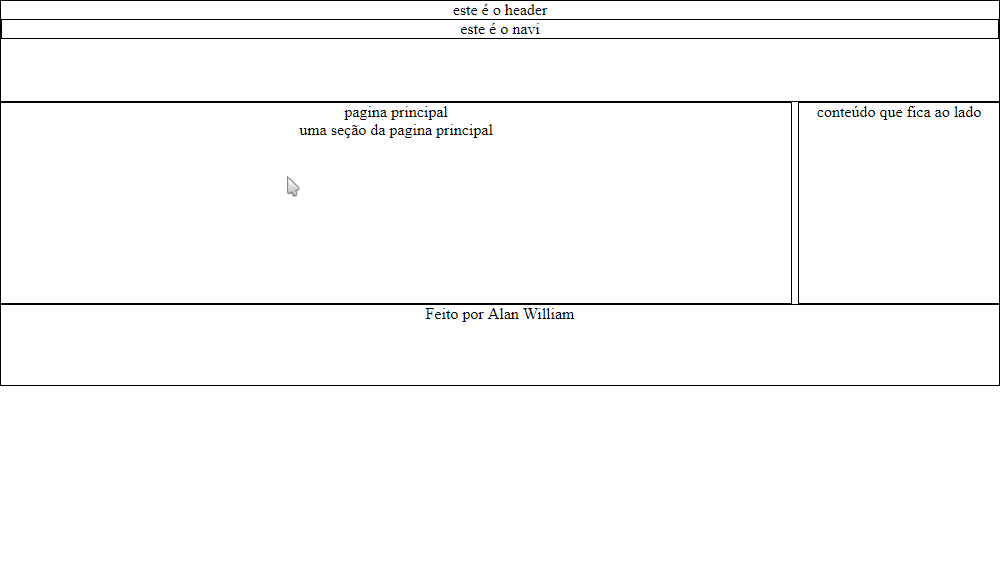 este é o header
este é o navi
pagina principal
uma seção da pagina principal
conteúdo que fica ao lado
Feito por Alan William